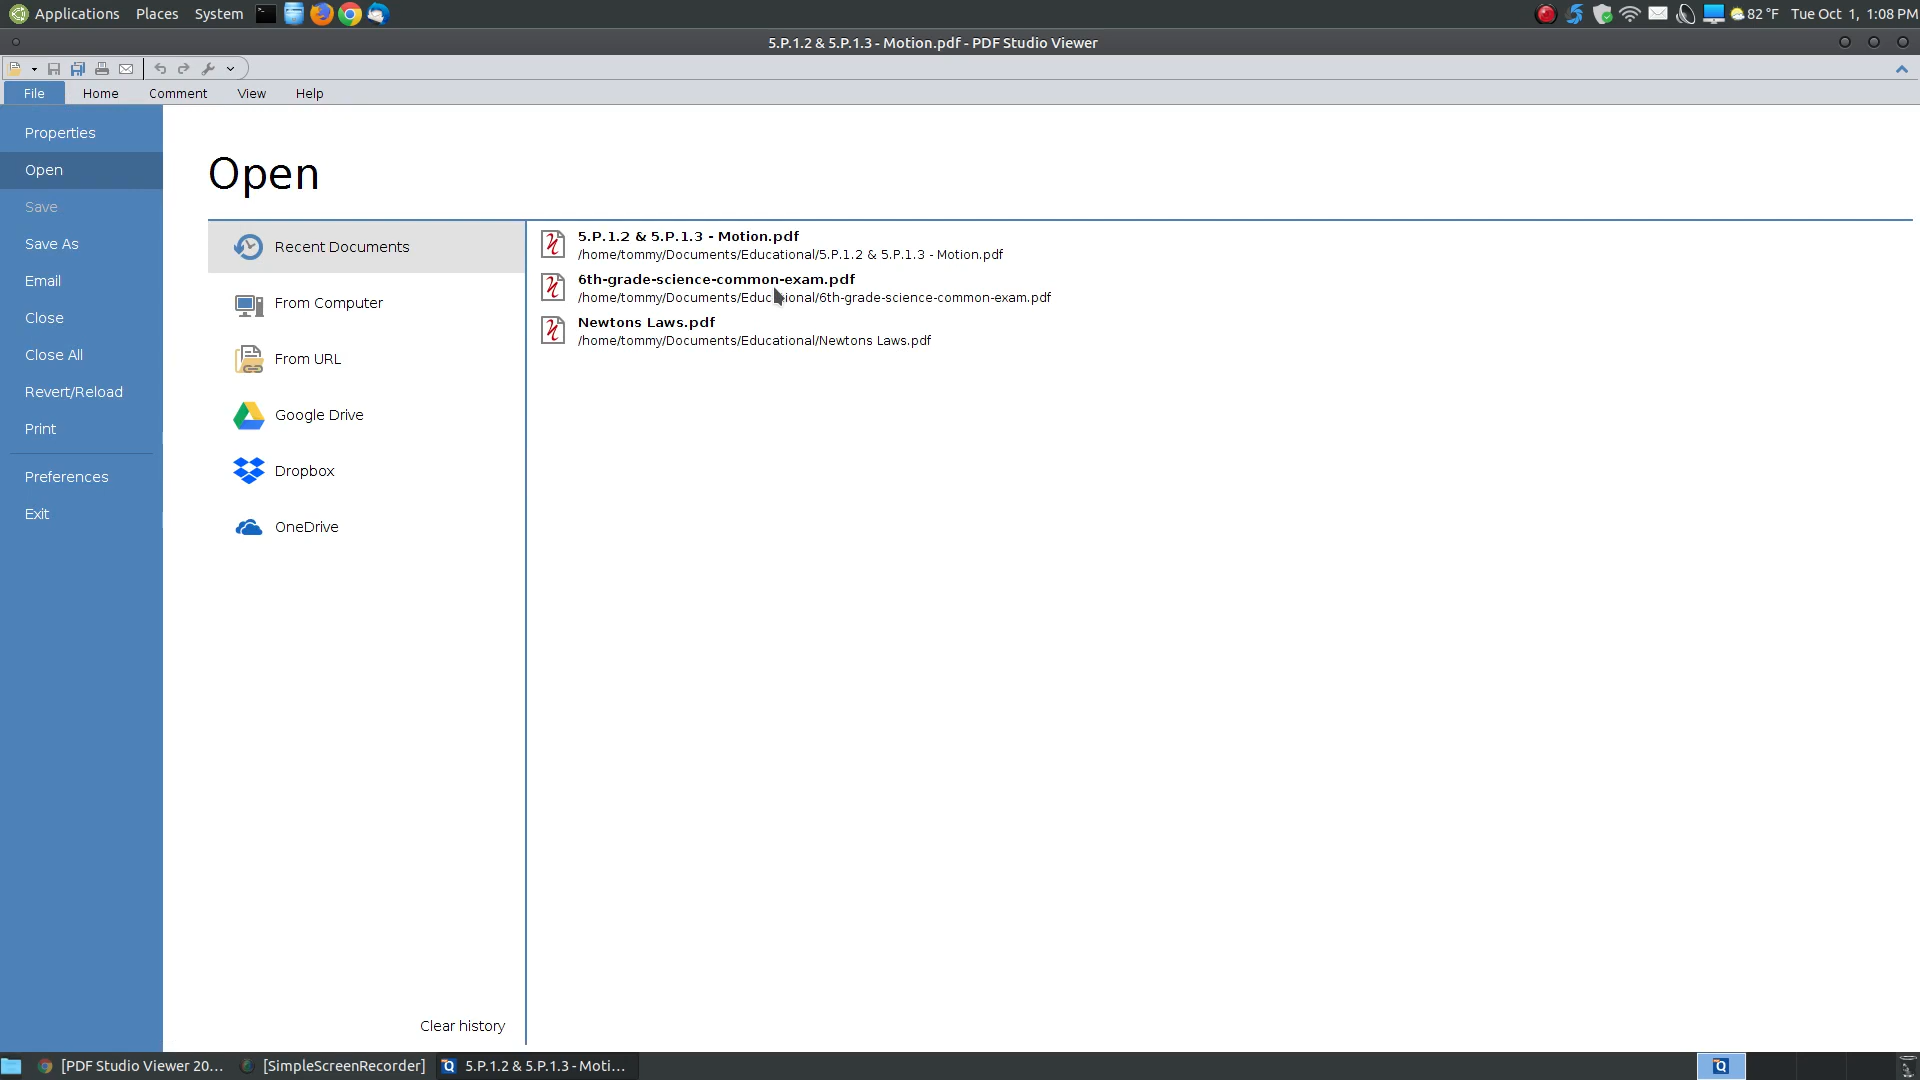 Applications Places System 82 °F Tue Oct 1, 1:08 PM
5.P.1.2 & 5.P.1.3 - Motion.pdf - PDF Studio Viewer
File Home Comment View Help
Properties
Open
Save
Save As
Email
Close
Close All
Revert/Reload
Print
Preferences
Exit
Open
Recent Documents
From Computer
From URL
Google Drive
Dropbox
OneDrive
Clear history
5.P.1.2 & 5.P.1.3 - Motion.pdf
/home/tommy/Documents/Educational/5.P.1.2 & 5.P.1.3 - Motion.pdf
6th-grade-science-common-exam.pdf
/home/tommy/Documents/Educational/6th-grade-science-common-exam.pdf
Newtons Laws.pdf
/home/tommy/Documents/Educational/Newtons Laws.pdf
[PDF Studio Viewer 20... [SimpleScreenRecorder] 5.P.1.2 & 5.P.1.3 - Moti...